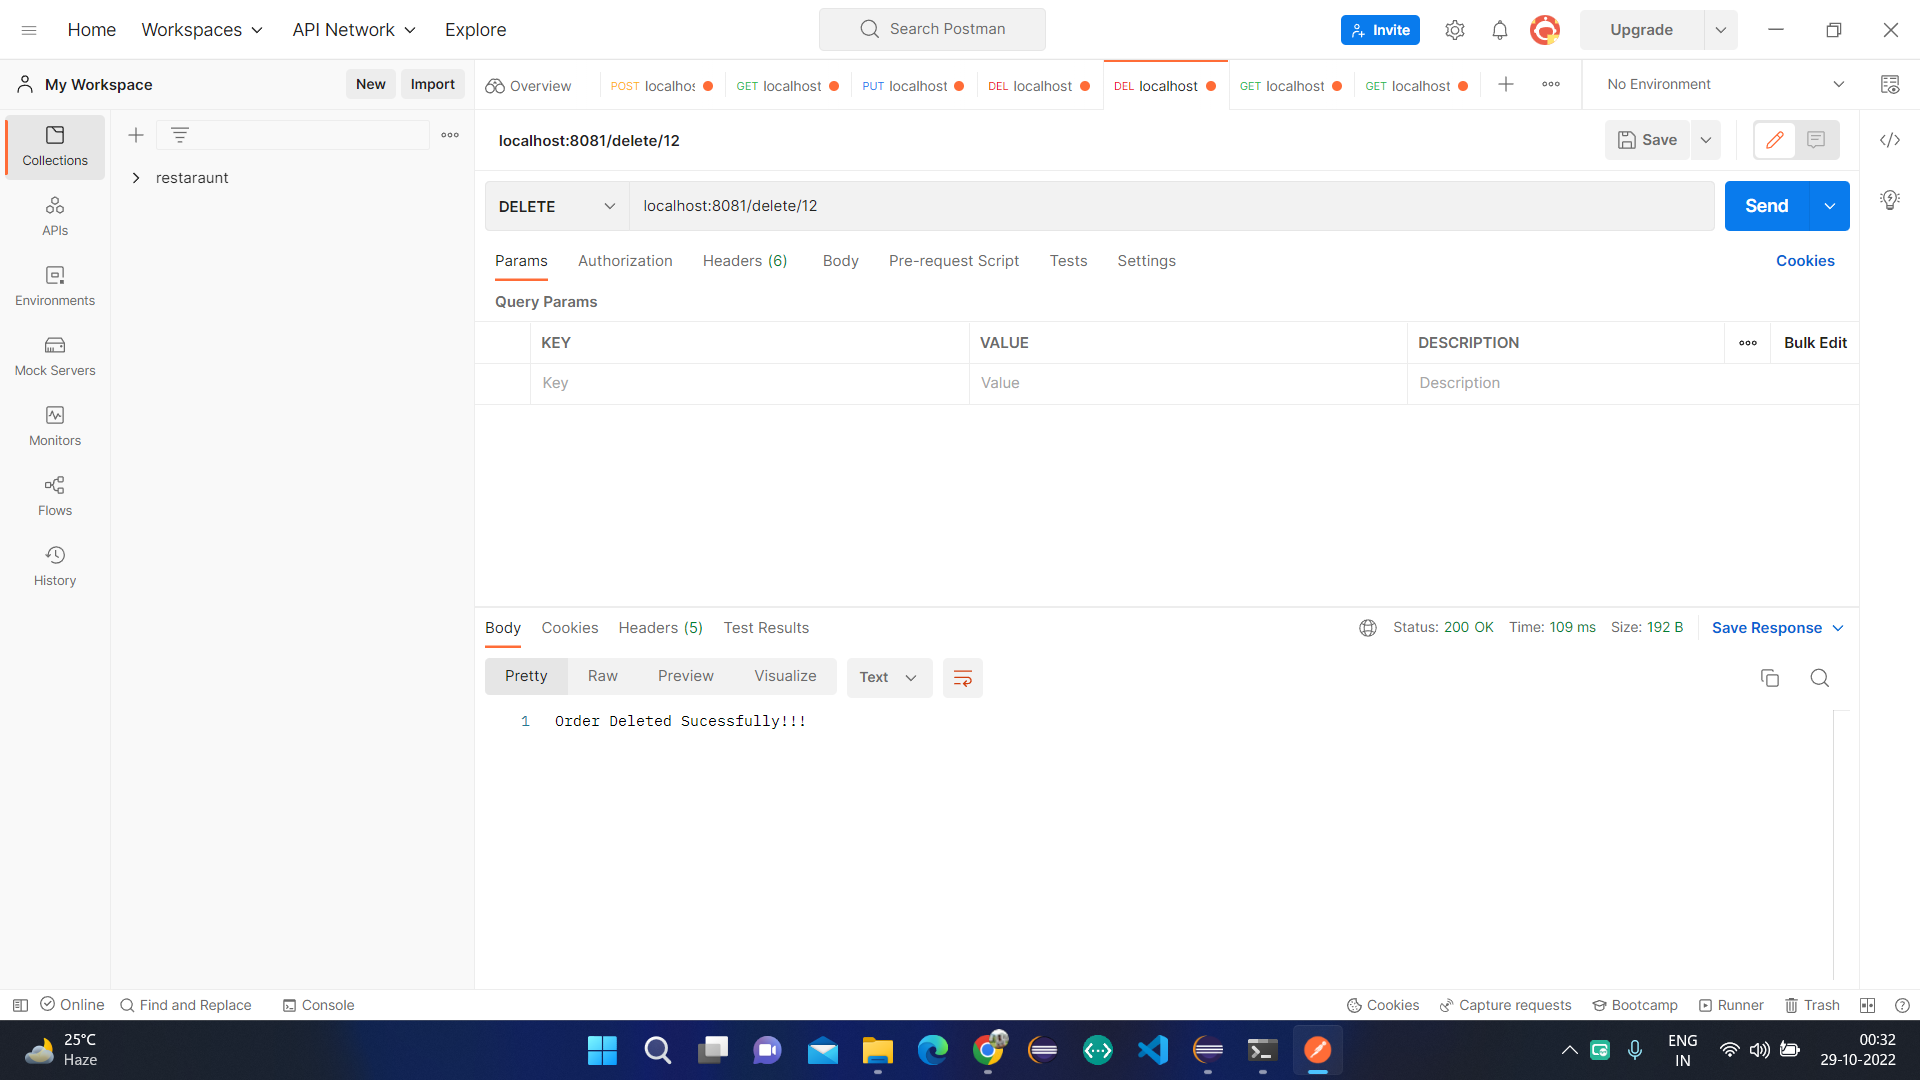 Home
Workspaces
API Network
Explore
Search Postman
Invite
Upgrade
My Workspace
New
Import
Overview
POST localhos
GET localhost
PUT localhost
DEL localhost
DEL localhost
GET localhost
GET localhost
No Environment
Collections
APIs
Environments
Mock Servers
Monitors
Flows
History
restaraunt
localhost:8081/delete/12
Save
DELETE
localhost:8081/delete/12
Send
Params
Authorization
Headers (6)
Body
Pre-request Script
Tests
Settings
Cookies
Query Params
KEY
VALUE
DESCRIPTION
Bulk Edit
Key
Value
Description
Body
Cookies
Headers (5)
Test Results
Status: 200 OK
Time: 109 ms
Size: 192 B
Save Response
Pretty
Raw
Preview
Visualize
Text
1 Order Deleted Sucessfully!!!
Online
Find and Replace
Console
Cookies
Capture requests
Bootcamp
Runner
Trash
25°C
Haze
ENG
IN
00:32
29-10-2022